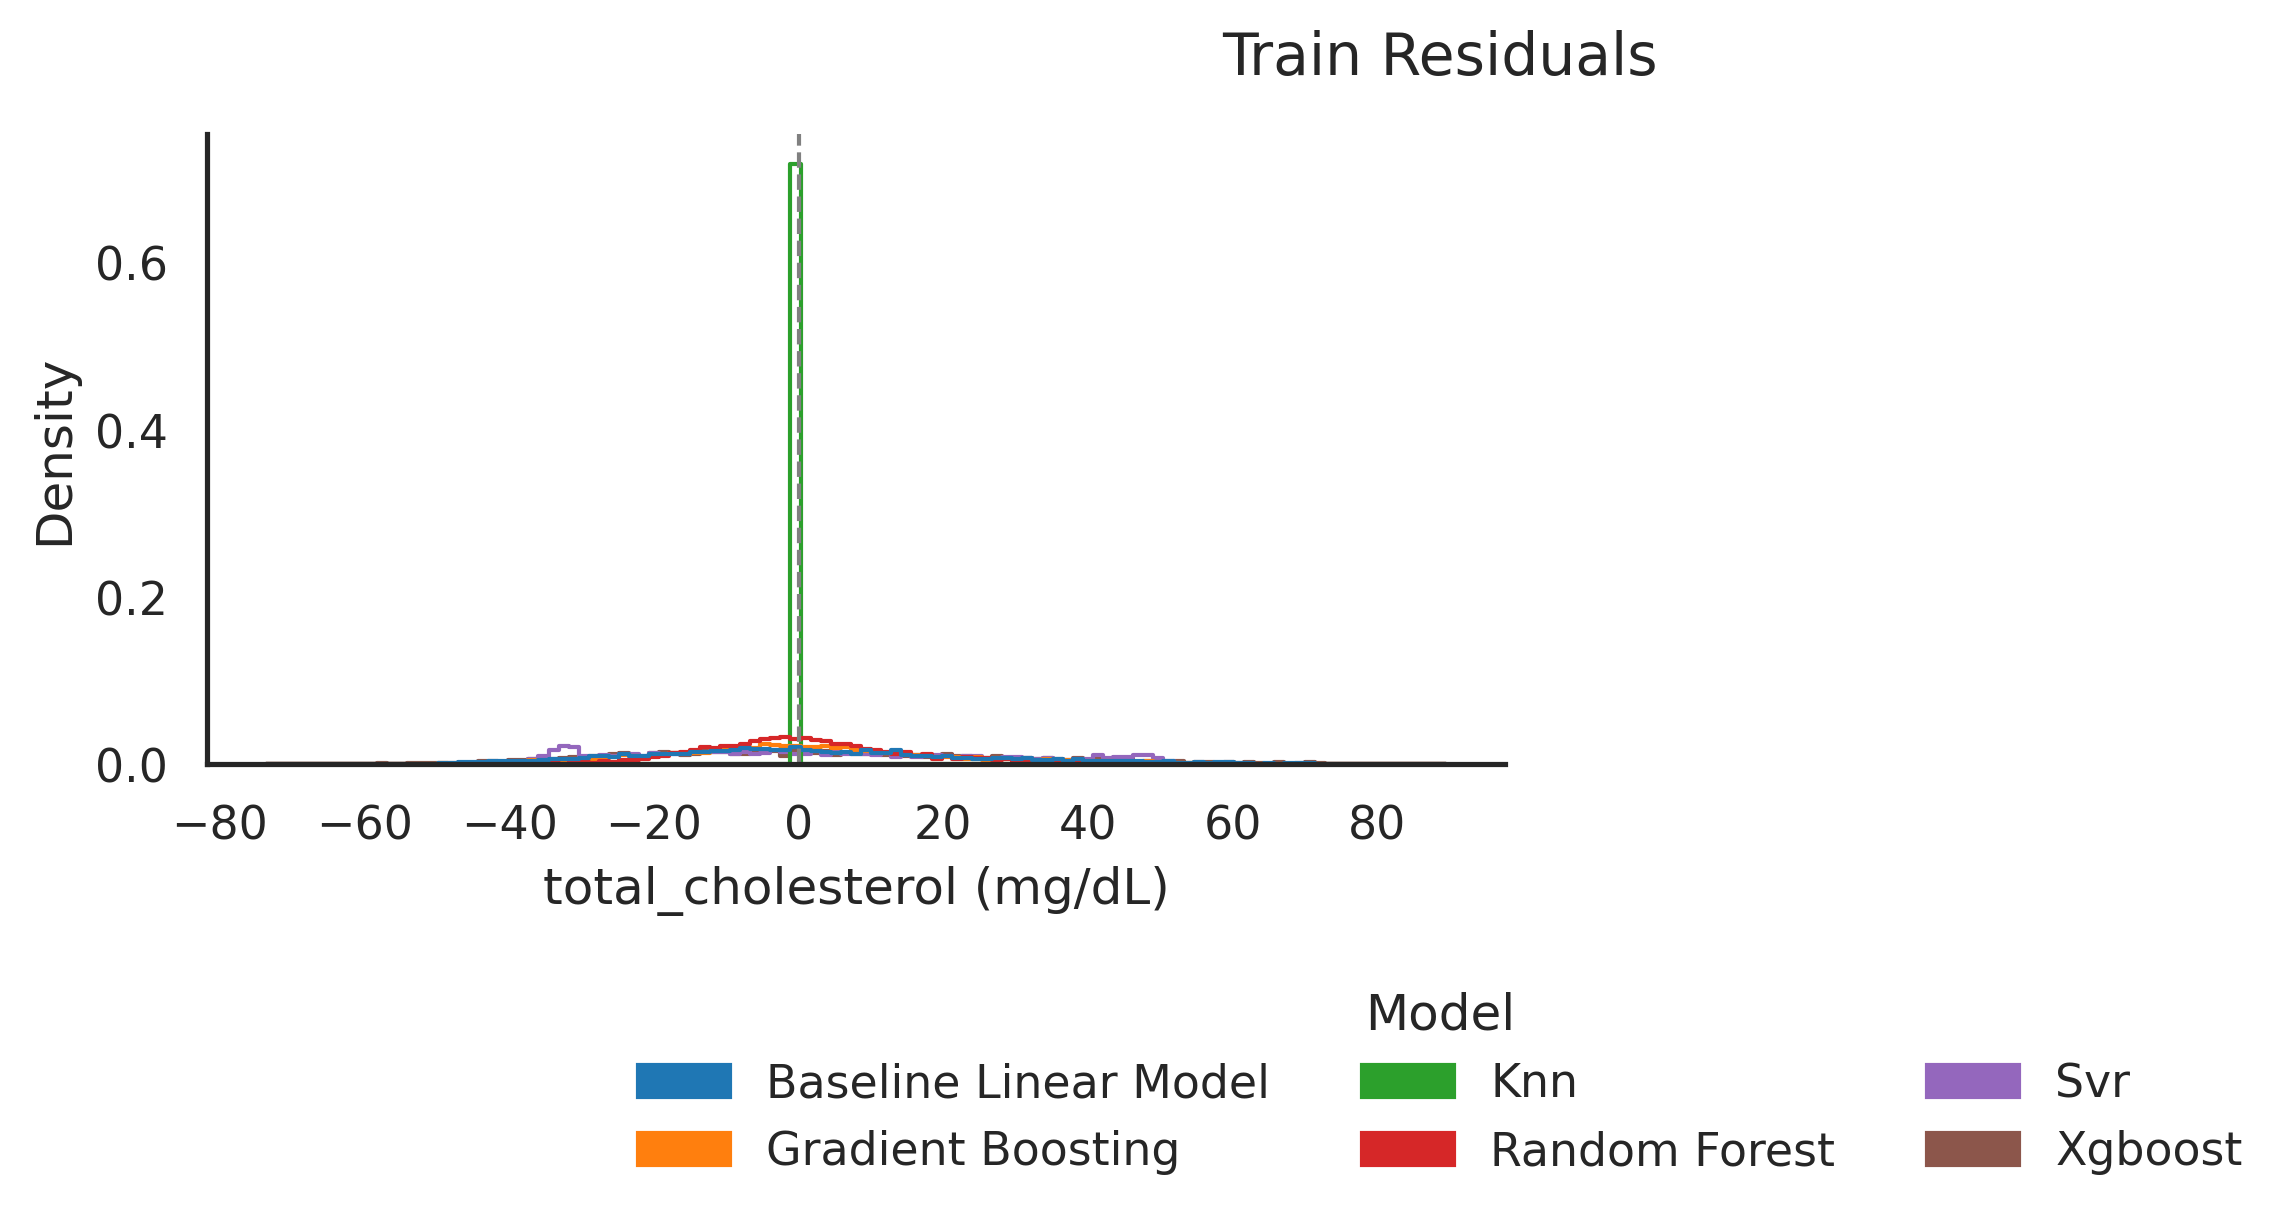 Train Residuals
Density
0.6
0.4
0.2
0.0
−80 −60 −40 −20 0 20 40 60 80
total_cholesterol (mg/dL)
Model
Baseline Linear Model Knn Svr
Gradient Boosting Random Forest Xgboost